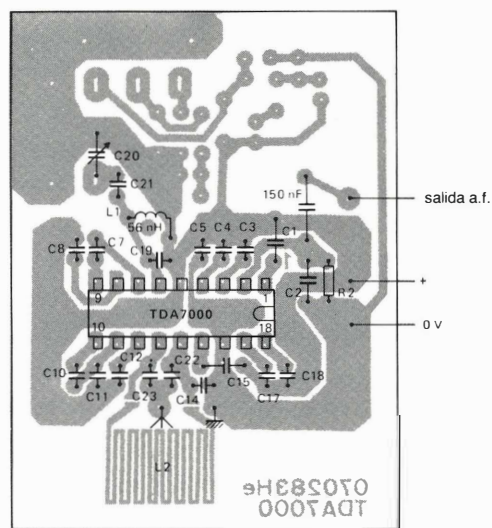 C20
C21
L1
56 nH
C19
C8
C7
C5
C4
C3
150 nF
C1
salida a.f.
C2
R2
+
0 V
9
1
TDA7000
10
18
C10
C11
C12
C23
C22
C14
C15
C17
C18
L2
070283He
TDA7000